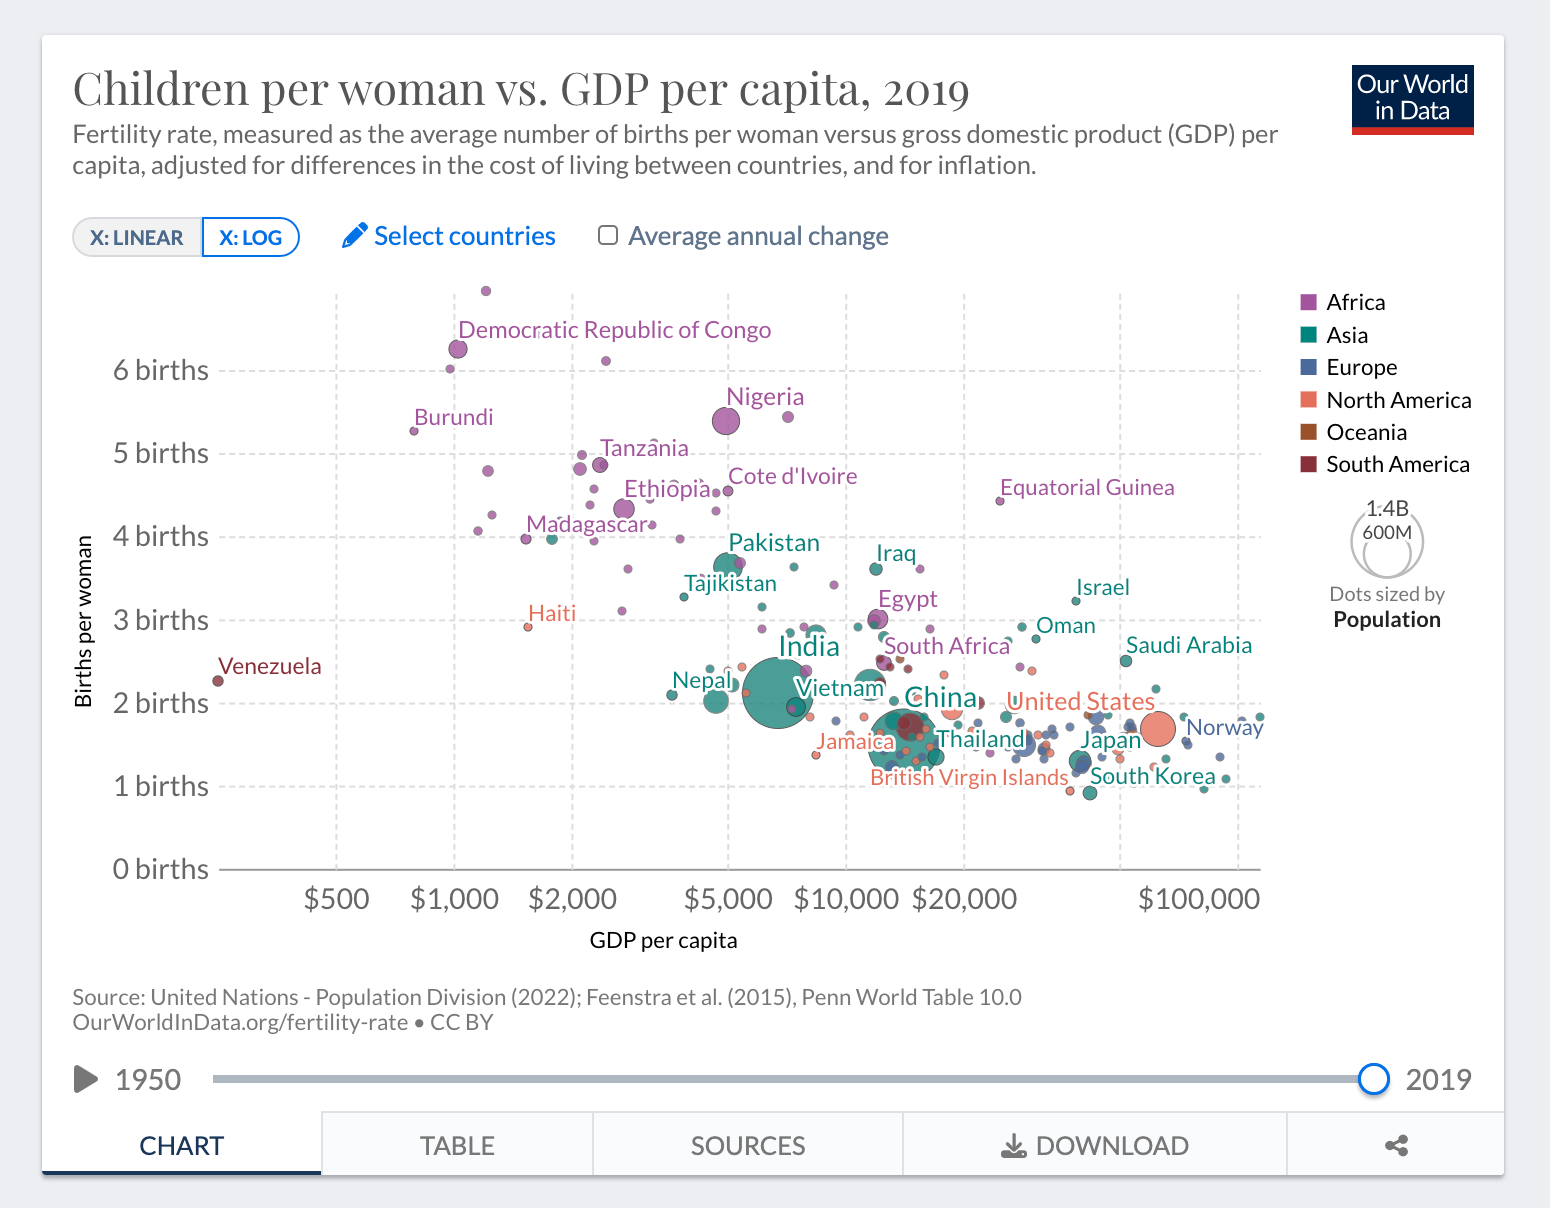 Children per woman vs. GDP per capita, 2019
Our World
in Data
Fertility rate, measured as the average number of births per woman versus gross domestic product (GDP) per
capita, adjusted for differences in the cost of living between countries, and for inflation.
X: LINEAR
X: LOG
Select countries
Average annual change
Births per woman
6 births
5 births
4 births
3 births
2 births
1 births
0 births
Democratic Republic of Congo
Nigeria
Burundi
Tanzania
Cote d'Ivoire
Ethiopia
Equatorial Guinea
Madagascar
Pakistan
Iraq
Tajikistan
Israel
Egypt
Haiti
Oman
South Africa
India
Saudi Arabia
Venezuela
Nepal
Vietnam
China
United States
Norway
Jamaica
Thailand
Japan
British Virgin Islands
South Korea
$500
$1,000
$2,000
$5,000
$10,000
$20,000
$100,000
GDP per capita
Africa
Asia
Europe
North America
Oceania
South America
1.4B
600M
Dots sized by
Population
Source: United Nations - Population Division (2022); Feenstra et al. (2015), Penn World Table 10.0
OurWorldInData.org/fertility-rate • CC BY
1950
2019
CHART
TABLE
SOURCES
DOWNLOAD